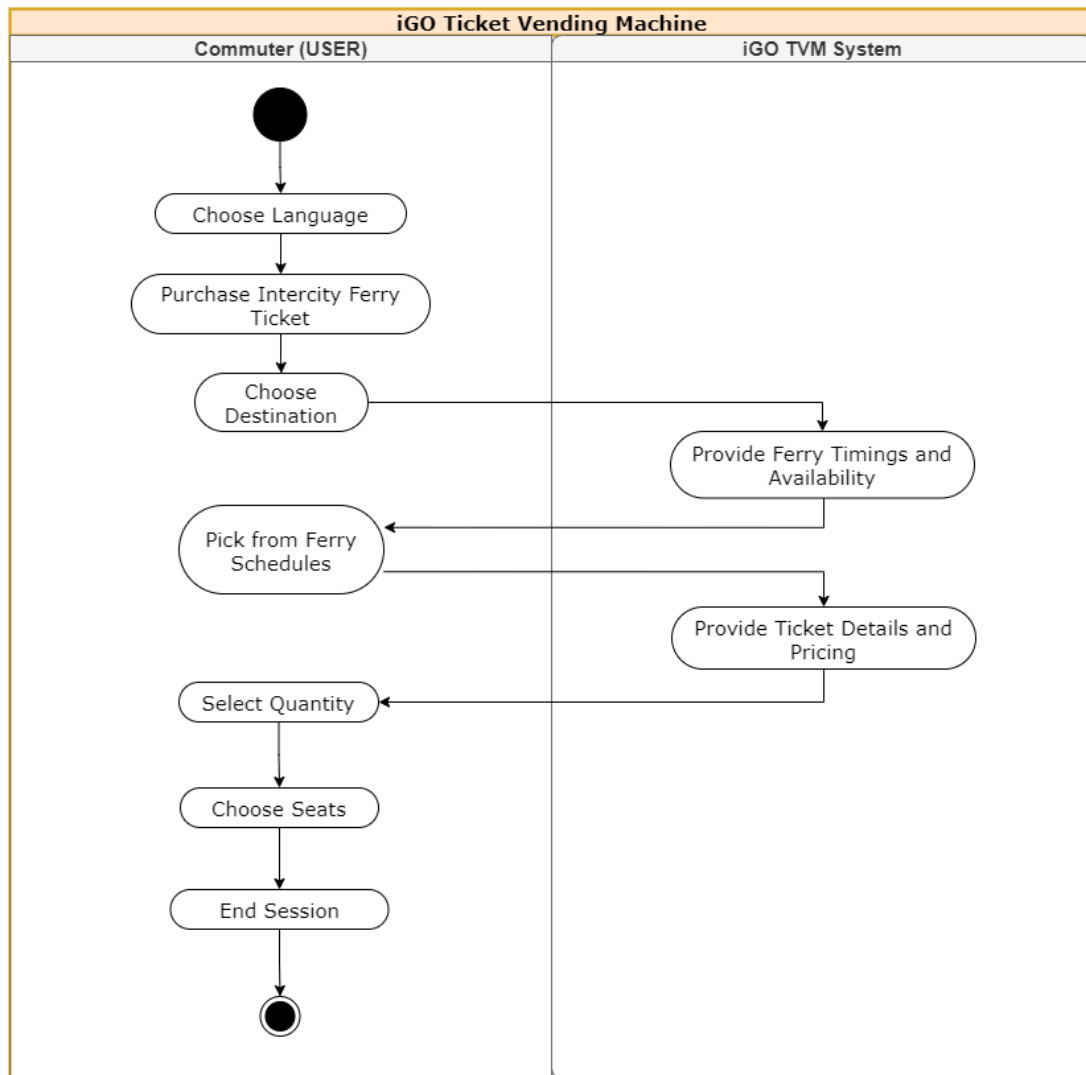 iGO Ticket Vending Machine
Commuter (USER)
iGO TVM System
Choose Language
Purchase Intercity Ferry
Ticket
Choose
Destination
Provide Ferry Timings and
Availability
Pick from Ferry
Schedules
Provide Ticket Details and
Pricing
Select Quantity
Choose Seats
End Session